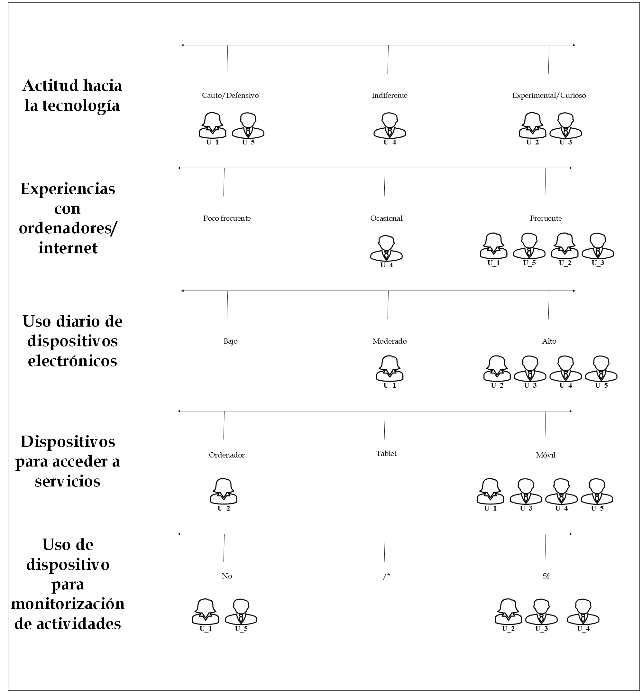 Actitud hacia
la tecnología
Cauto/Defensivo
Indiferente
Experimental/Curioso
U_1 U_5
U_4
U_2 U_3
Experiencias
con
ordenadores/
internet
Poco frecuente
Ocasional
Frecuente
U_4
U_1 U_5 U_2 U_3
Uso diario de
dispositivos
electrónicos
Bajo
Moderado
Alto
U_1
U_2 U_3 U_4 U_5
Dispositivos
para acceder a
servicios
Ordenador
Tablet
Móvil
U_2
U_1 U_3 U_4 U_5
Uso de
dispositivo
para
monitorización
de actividades
No
/*
%
U_1 U_5
U_2 U_3 U_4